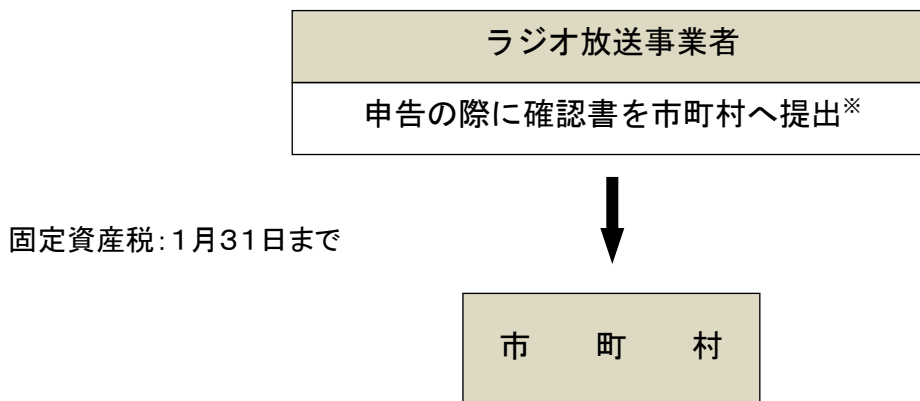 ラジオ放送事業者
申告の際に確認書を市町村へ提出※
固定資産税：１月３１日まで
市　町　村